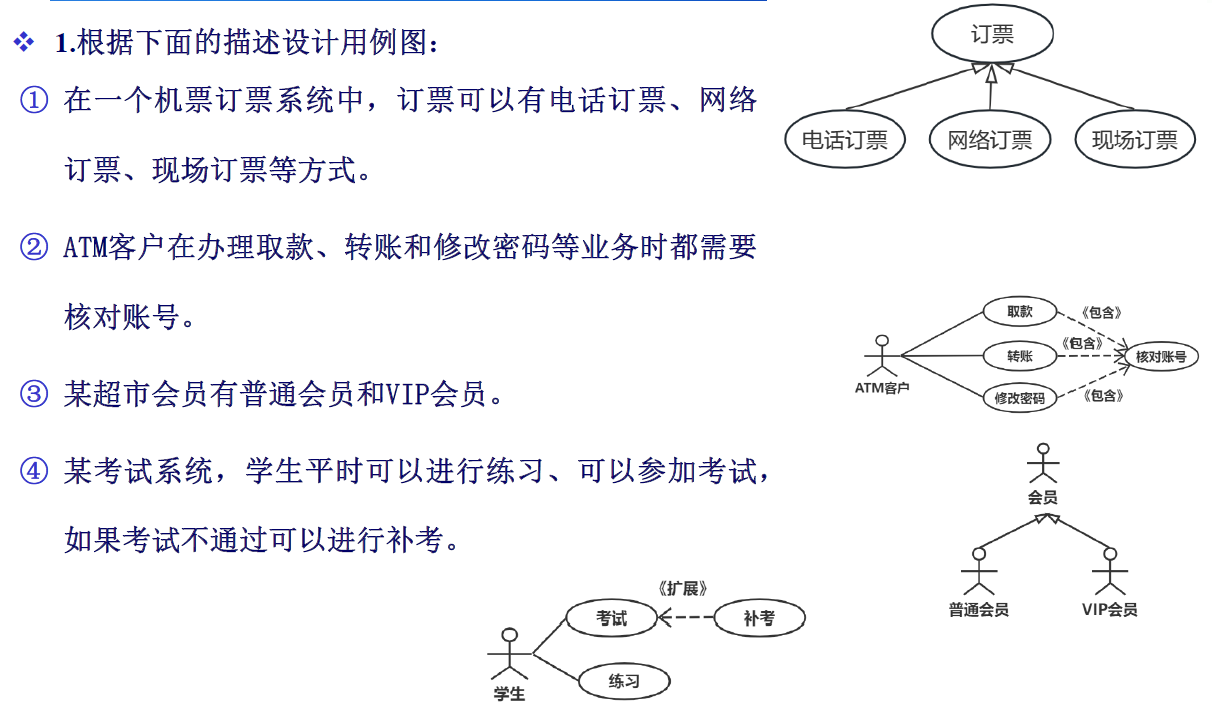 ❖ 1.根据下面的描述设计用例图：
① 在一个机票订票系统中，订票可以有电话订票、网络
订票、现场订票等方式。
② ATM客户在办理取款、转账和修改密码等业务时都需要
核对账号。
③ 某超市会员有普通会员和VIP会员。
④ 某考试系统，学生平时可以进行练习、可以参加考试，
如果考试不通过可以进行补考。
订票
电话订票 网络订票 现场订票
取款 《包含》
转账 《包含》 核对账号
ATM客户
修改密码 《包含》
会员
普通会员 VIP会员
《扩展》
考试 补考
练习
学生